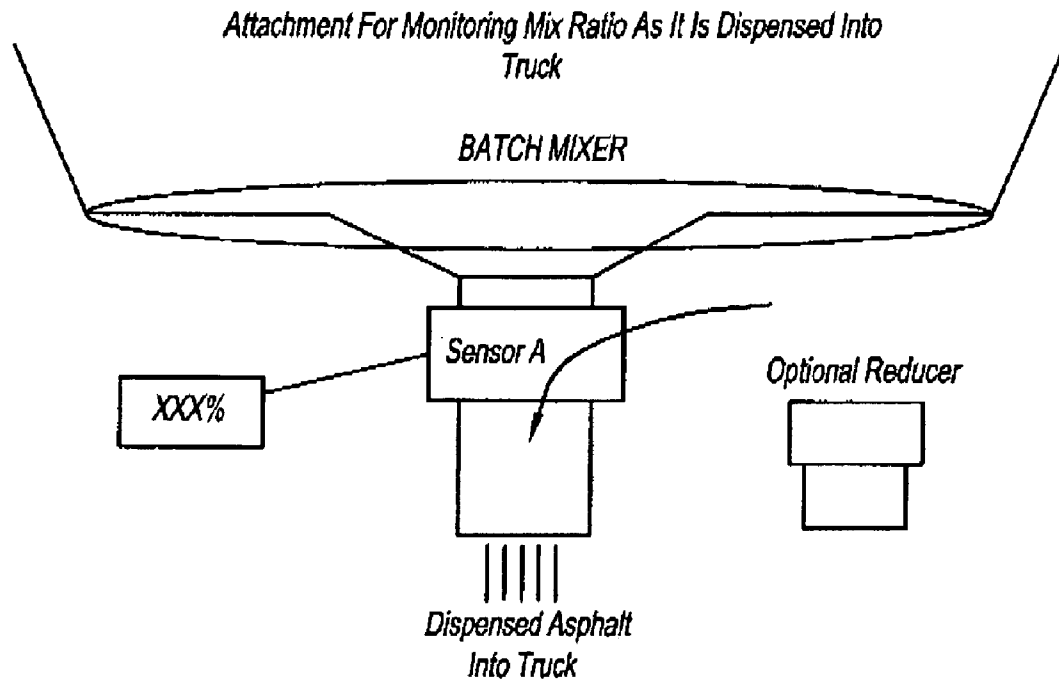 Attachment For Monitoring Mix Ratio As It Is Dispensed Into
Truck
BATCH MIXER
Sensor A
XXX%
Optional Reducer
Dispensed Asphalt
Into Truck